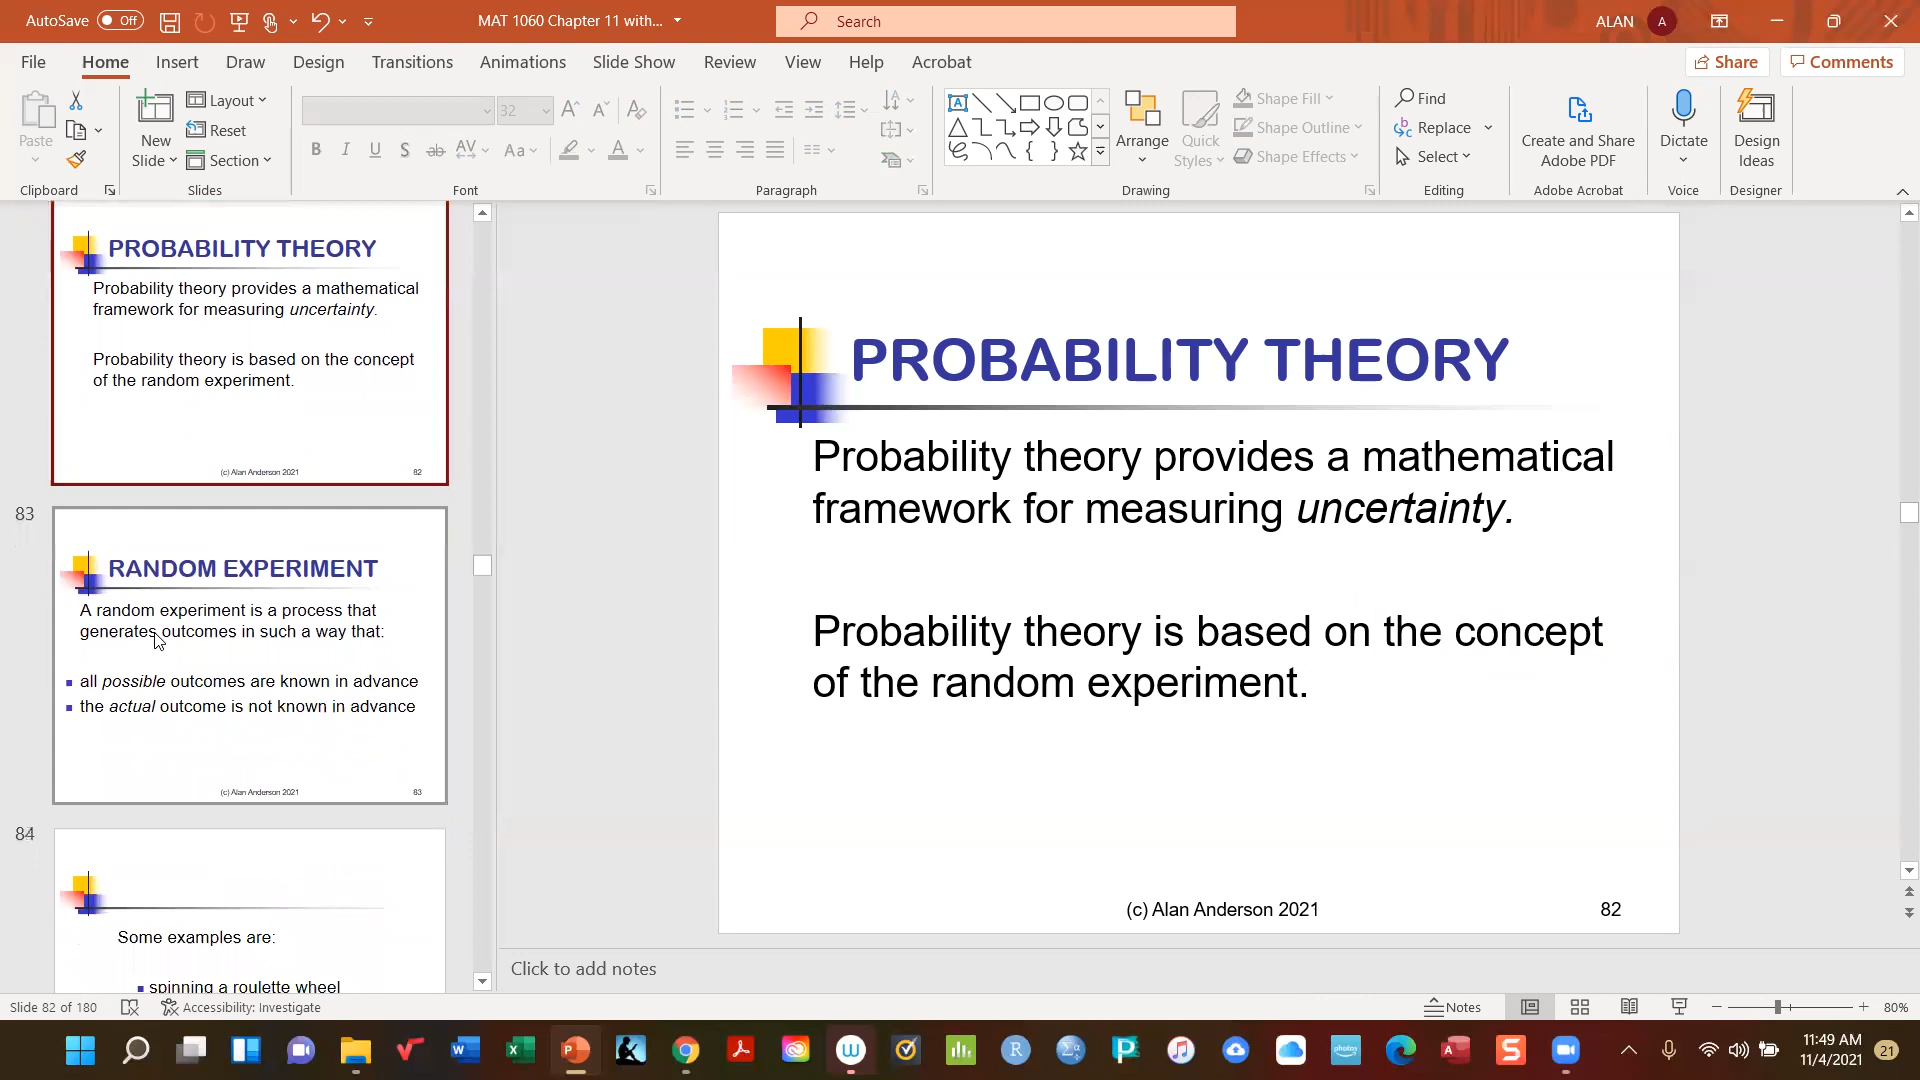 AutoSave Off
MAT 1060 Chapter 11 with...
Search
ALAN A
File Home Insert Draw Design Transitions Animations Slide Show Review View Help Acrobat
Share Comments
Paste
New Slide
Layout
Reset
Section
32
B I U S ab AV Aa A
Arrange
Quick Styles
Shape Fill
Shape Outline
Shape Effects
Find
Replace
Select
Create and Share Adobe PDF
Dictate
Design Ideas
Clipboard Slides Font Paragraph Drawing Editing Adobe Acrobat Voice Designer
PROBABILITY THEORY
Probability theory provides a mathematical
framework for measuring uncertainty.
Probability theory is based on the concept
of the random experiment.
(c) Alan Anderson 2021 82
83
RANDOM EXPERIMENT
A random experiment is a process that
generates outcomes in such a way that:
all possible outcomes are known in advance
the actual outcome is not known in advance
(c) Alan Anderson 2021 83
84
Some examples are:
spinning a roulette wheel
PROBABILITY THEORY
Probability theory provides a mathematical
framework for measuring uncertainty.
Probability theory is based on the concept
of the random experiment.
(c) Alan Anderson 2021 82
Click to add notes
Slide 82 of 180 Accessibility: Investigate Notes 80%
11:49 AM
11/4/2021
21